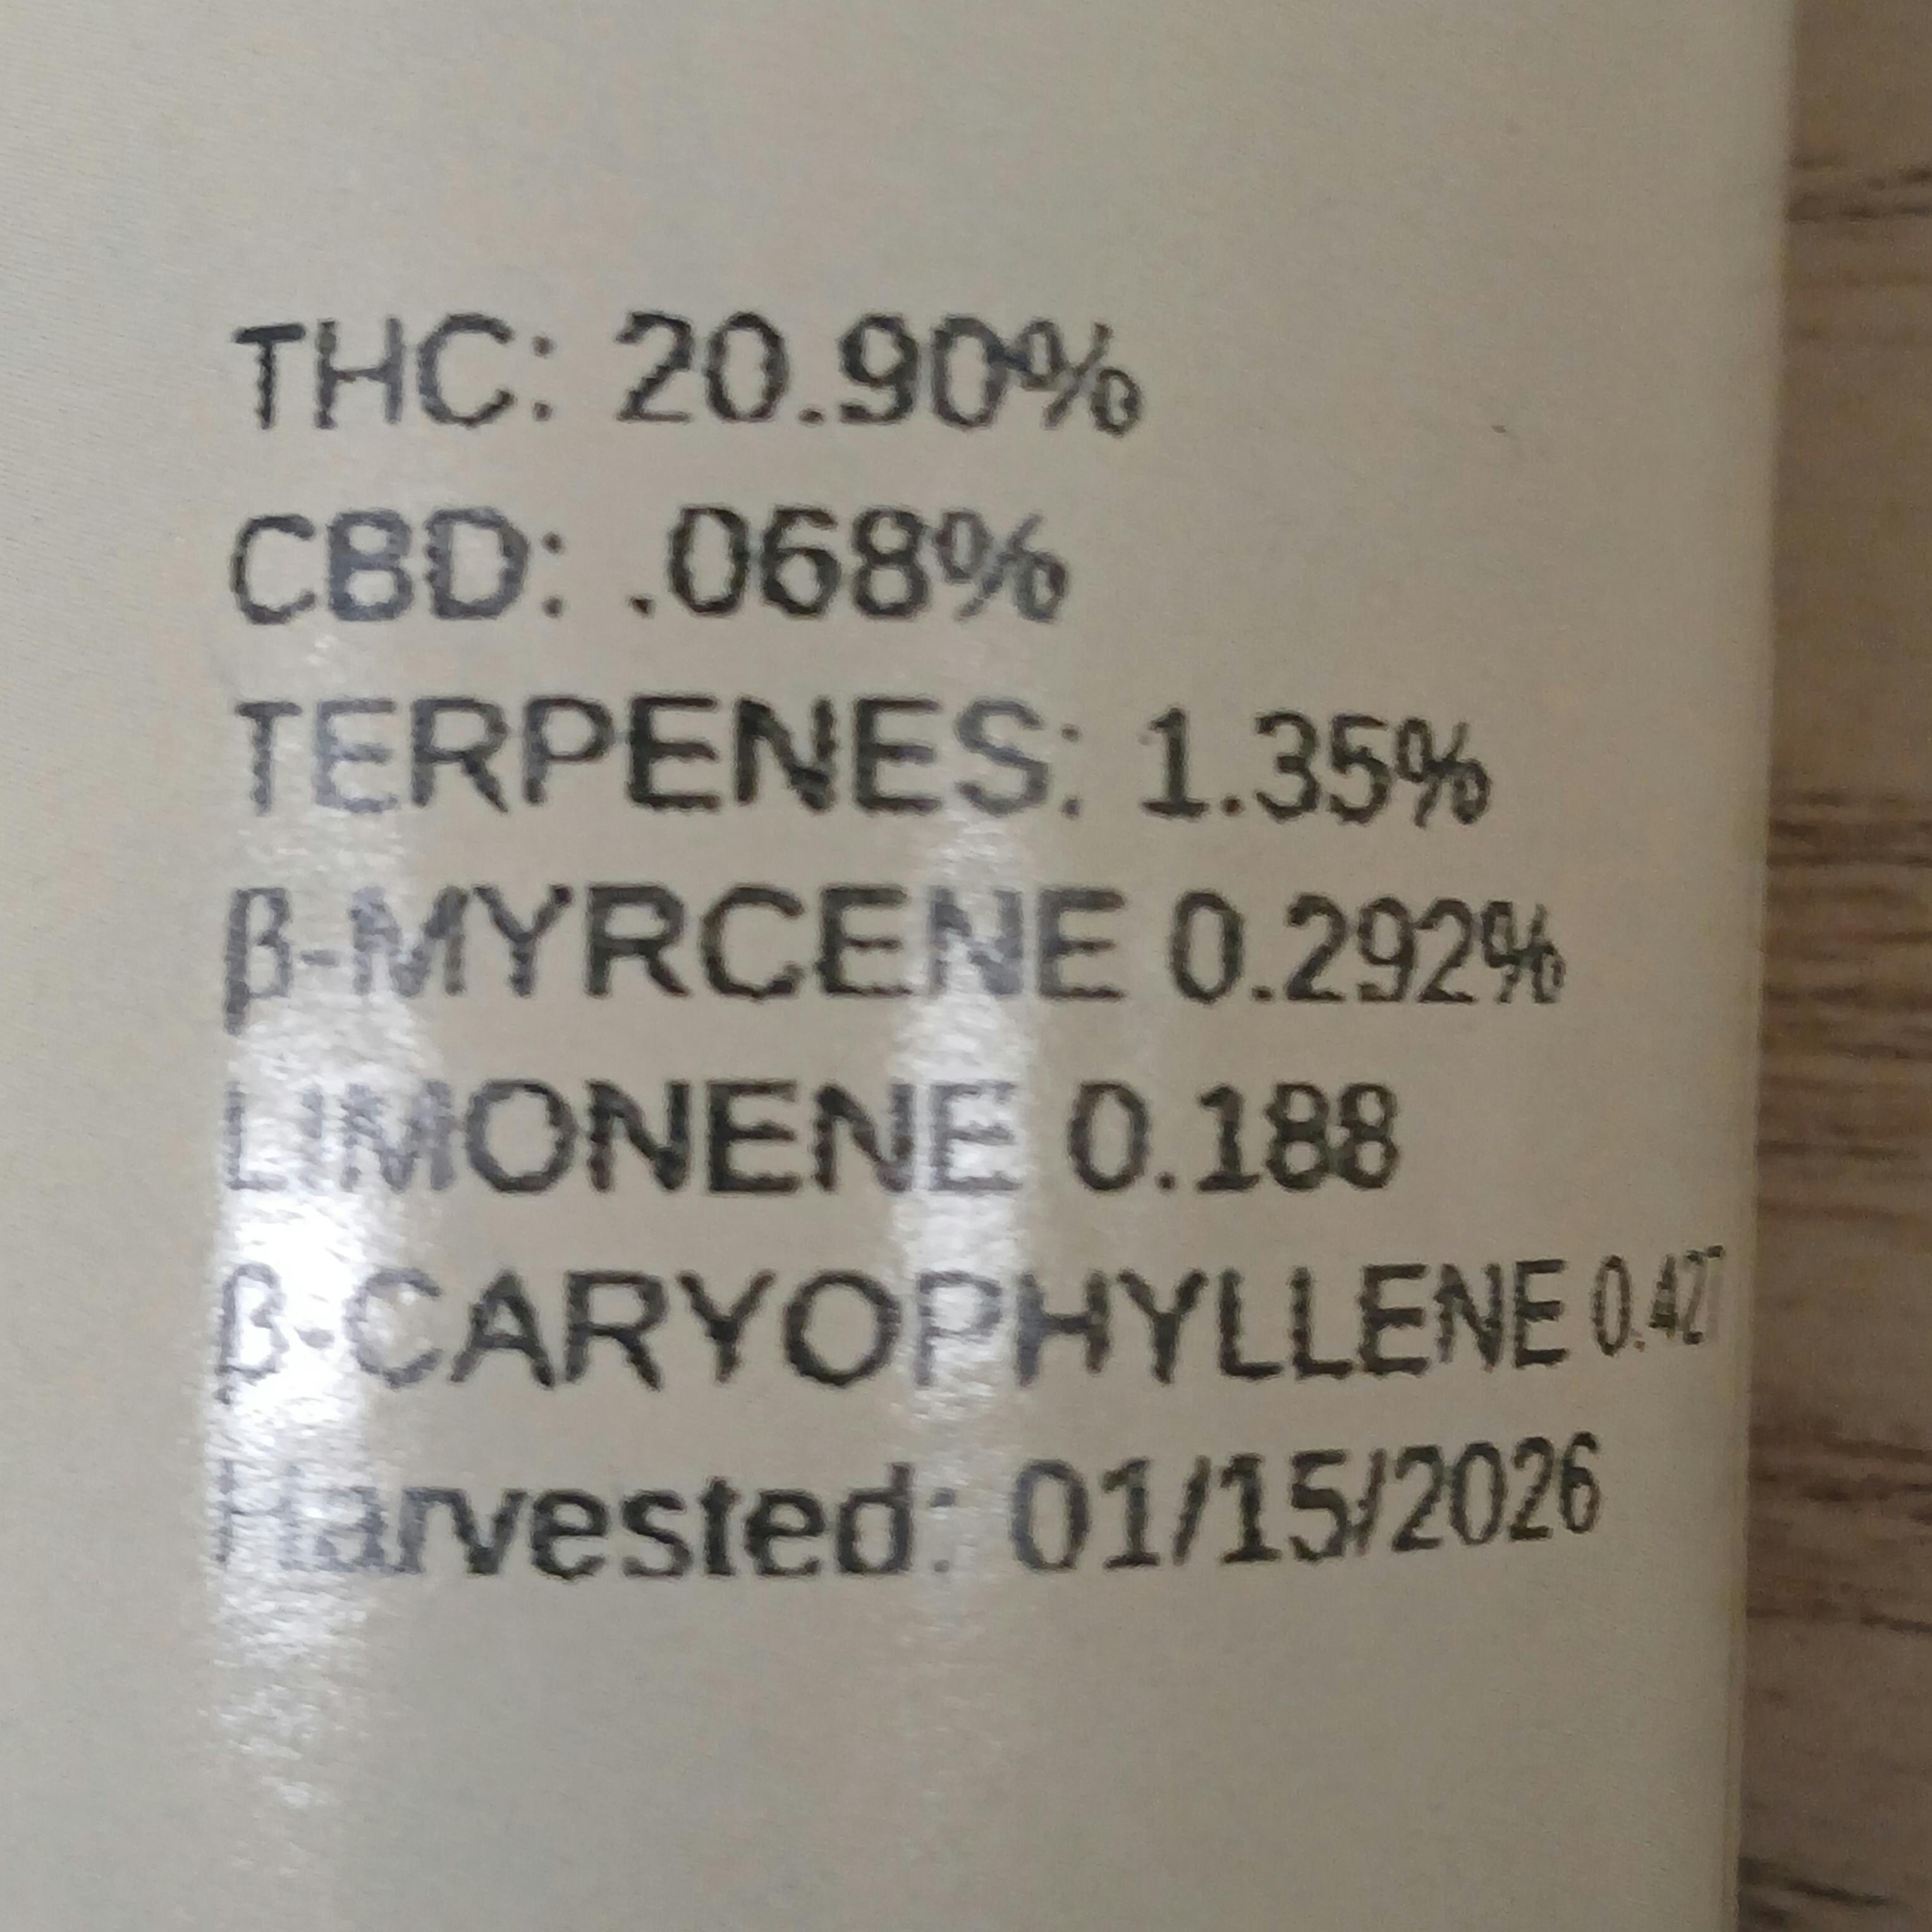 THC: 20.90%
CBD: .068%
TERPENES: 1.35%
β-MYRCENE 0.292%
LIMONENE 0.188
β-CARYOPHYLLENE 0.427
Harvested: 01/15/2026